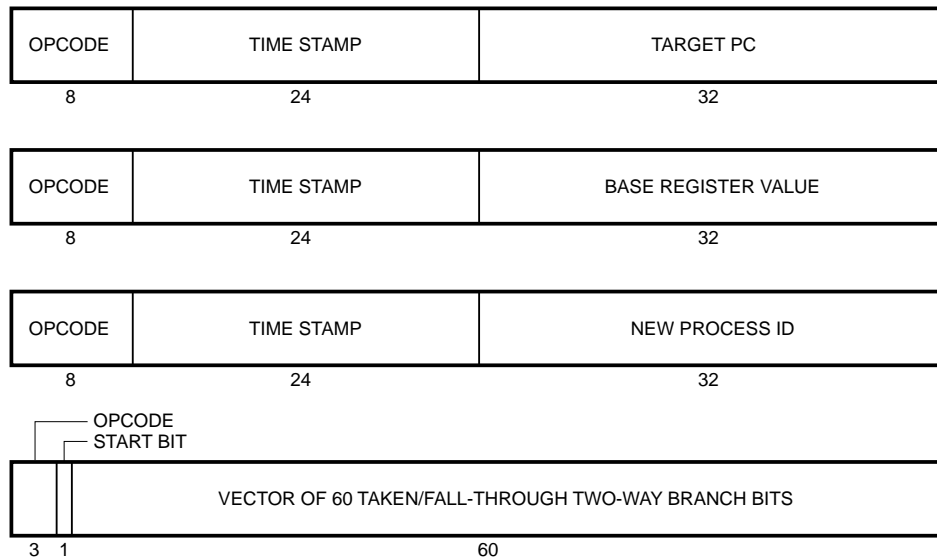 OPCODE TIME STAMP TARGET PC
8 24 32
OPCODE TIME STAMP BASE REGISTER VALUE
8 24 32
OPCODE TIME STAMP NEW PROCESS ID
8 24 32
OPCODE
START BIT
VECTOR OF 60 TAKEN/FALL-THROUGH TWO-WAY BRANCH BITS
3 1 60